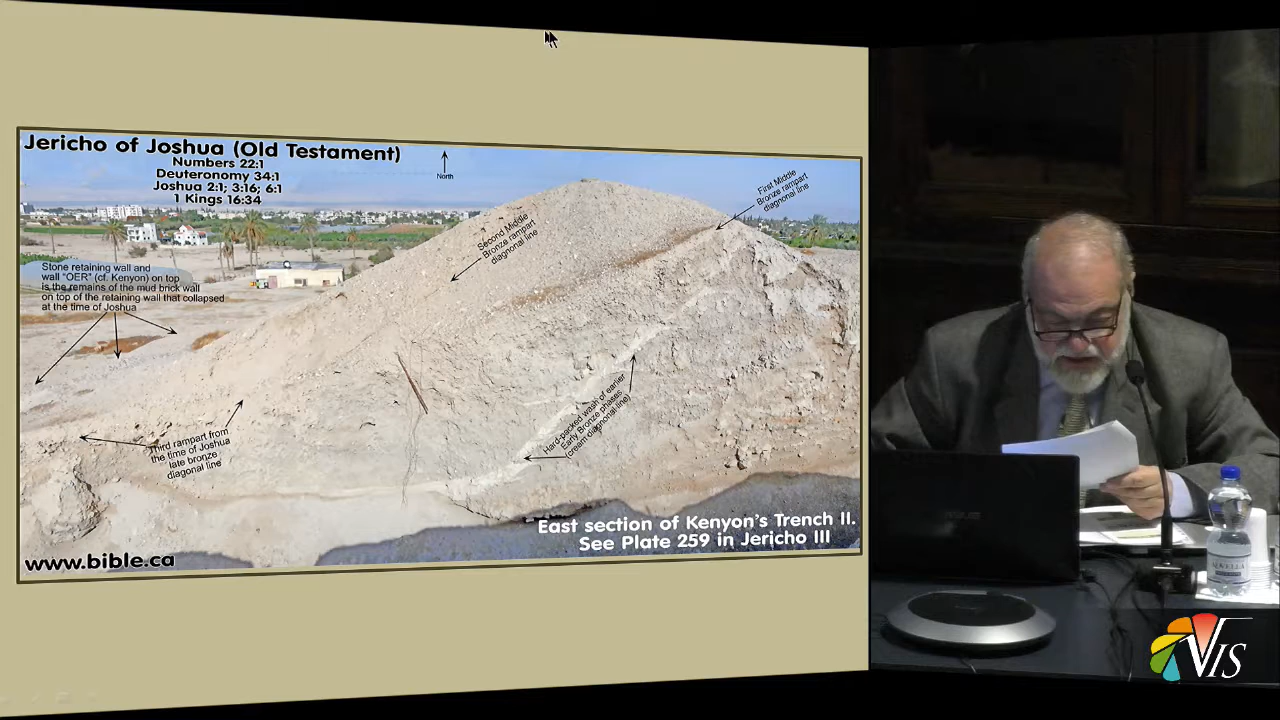 Jericho of Joshua (Old Testament)
Numbers 22:1
Deuteronomy 34:1
Joshua 2:1; 3:16; 6:1
1 Kings 16:34
North
First Middle
Bronze rampart
diagonal line
Second Middle
Bronze rampart
diagonal line
Stone retaining wall and
wall "OER" (cf. Kenyon) on top
is the remains of the mud brick wall
on top of the retaining wall that collapsed
at the time of Joshua
Hard-packed wash of earlier
Early Bronze phases
(cream diagonal line)
Third rampart from
the time of Joshua
late bronze
diagonal line
East section of Kenyon's Trench II.
See Plate 259 in Jericho III
www.bible.ca
VIS